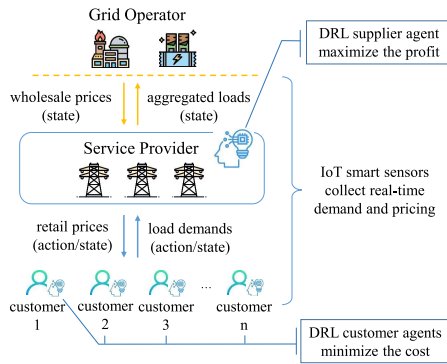 Grid Operator
DRL supplier agent
maximize the profit
wholesale prices
(state)
aggregated loads
(state)
Service Provider
IoT smart sensors
collect real-time
demand and pricing
retail prices
(action/state)
load demands
(action/state)
customer
1
customer
2
customer
3
...
customer
n
DRL customer agents
minimize the cost